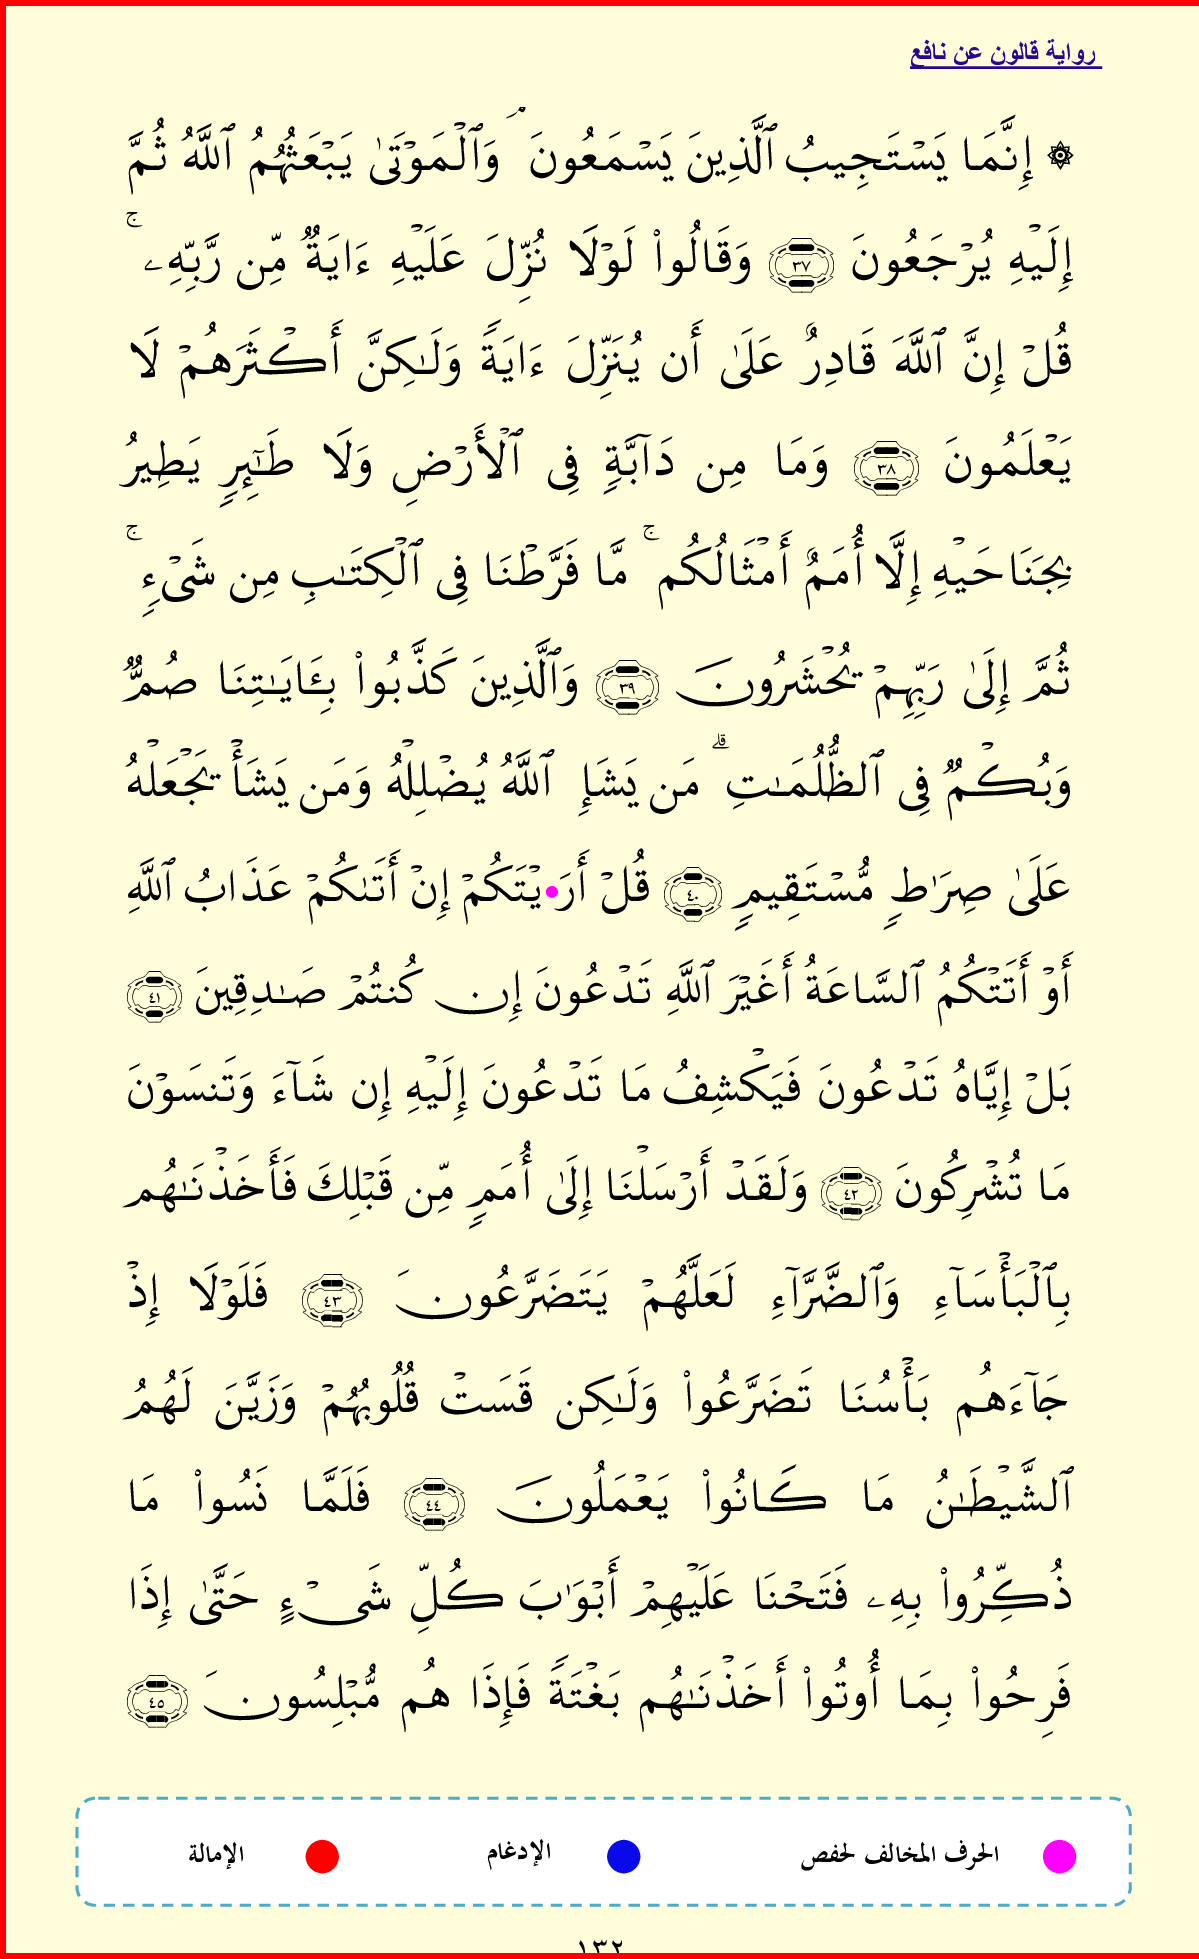 رواية قالون عن نافع
۞ إِنَّمَا يَسْتَجِيبُ ٱلَّذِينَ يَسْمَعُونَ ۘ وَٱلْمَوْتَىٰ يَبْعَثُهُمُ ٱللَّهُ ثُمَّ
إِلَيْهِ يُرْجَعُونَ ٣٧ وَقَالُوا۟ لَوْلَا نُزِّلَ عَلَيْهِ ءَايَةٌ مِّن رَّبِّهِۦ ۚ
قُلْ إِنَّ ٱللَّهَ قَادِرٌ عَلَىٰ أَن يُنَزِّلَ ءَايَةً وَلَٰكِنَّ أَكْثَرَهُمْ لَا
يَعْلَمُونَ ٣٨ وَمَا مِن دَآبَّةٍ فِى ٱلْأَرْضِ وَلَا طَٰٓئِرٍ يَطِيرُ
بِجَنَاحَيْهِ إِلَّا أُمَمٌ أَمْثَالُكُم ۚ مَّا فَرَّطْنَا فِى ٱلْكِتَٰبِ مِن شَىْءٍ ۚ
ثُمَّ إِلَىٰ رَبِّهِمْ يُحْشَرُونَ ٣٩ وَٱلَّذِينَ كَذَّبُوا۟ بِـَٔايَٰتِنَا صُمٌّ
وَبُكْمٌ فِى ٱلظُّلُمَٰتِ ۗ مَن يَشَإِ ٱللَّهُ يُضْلِلْهُ وَمَن يَشَأْ يَجْعَلْهُ
عَلَىٰ صِرَٰطٍ مُّسْتَقِيمٍ ٤٠ قُلْ أَرَ•يْتَكُمْ إِنْ أَتَىٰكُمْ عَذَابُ ٱللَّهِ
أَوْ أَتَتْكُمُ ٱلسَّاعَةُ أَغَيْرَ ٱللَّهِ تَدْعُونَ إِن كُنتُمْ صَٰدِقِينَ ٤١
بَلْ إِيَّاهُ تَدْعُونَ فَيَكْشِفُ مَا تَدْعُونَ إِلَيْهِ إِن شَآءَ وَتَنسَوْنَ
مَا تُشْرِكُونَ ٤٢ وَلَقَدْ أَرْسَلْنَا إِلَىٰ أُمَمٍ مِّن قَبْلِكَ فَأَخَذْنَٰهُم
بِٱلْبَأْسَآءِ وَٱلضَّرَّآءِ لَعَلَّهُمْ يَتَضَرَّعُونَ ٤٣ فَلَوْلَا إِذْ
جَآءَهُم بَأْسُنَا تَضَرَّعُوا۟ وَلَٰكِن قَسَتْ قُلُوبُهُمْ وَزَيَّنَ لَهُمُ
ٱلشَّيْطَٰنُ مَا كَانُوا۟ يَعْمَلُونَ ٤٤ فَلَمَّا نَسُوا۟ مَا
ذُكِّرُوا۟ بِهِۦ فَتَحْنَا عَلَيْهِمْ أَبْوَٰبَ كُلِّ شَىْءٍ حَتَّىٰ إِذَا
فَرِحُوا۟ بِمَا أُوتُوا۟ أَخَذْنَٰهُم بَغْتَةً فَإِذَا هُم مُّبْلِسُونَ ٤٥
الحرف المخالف لحفص الإدغام الإمالة
١٣٢